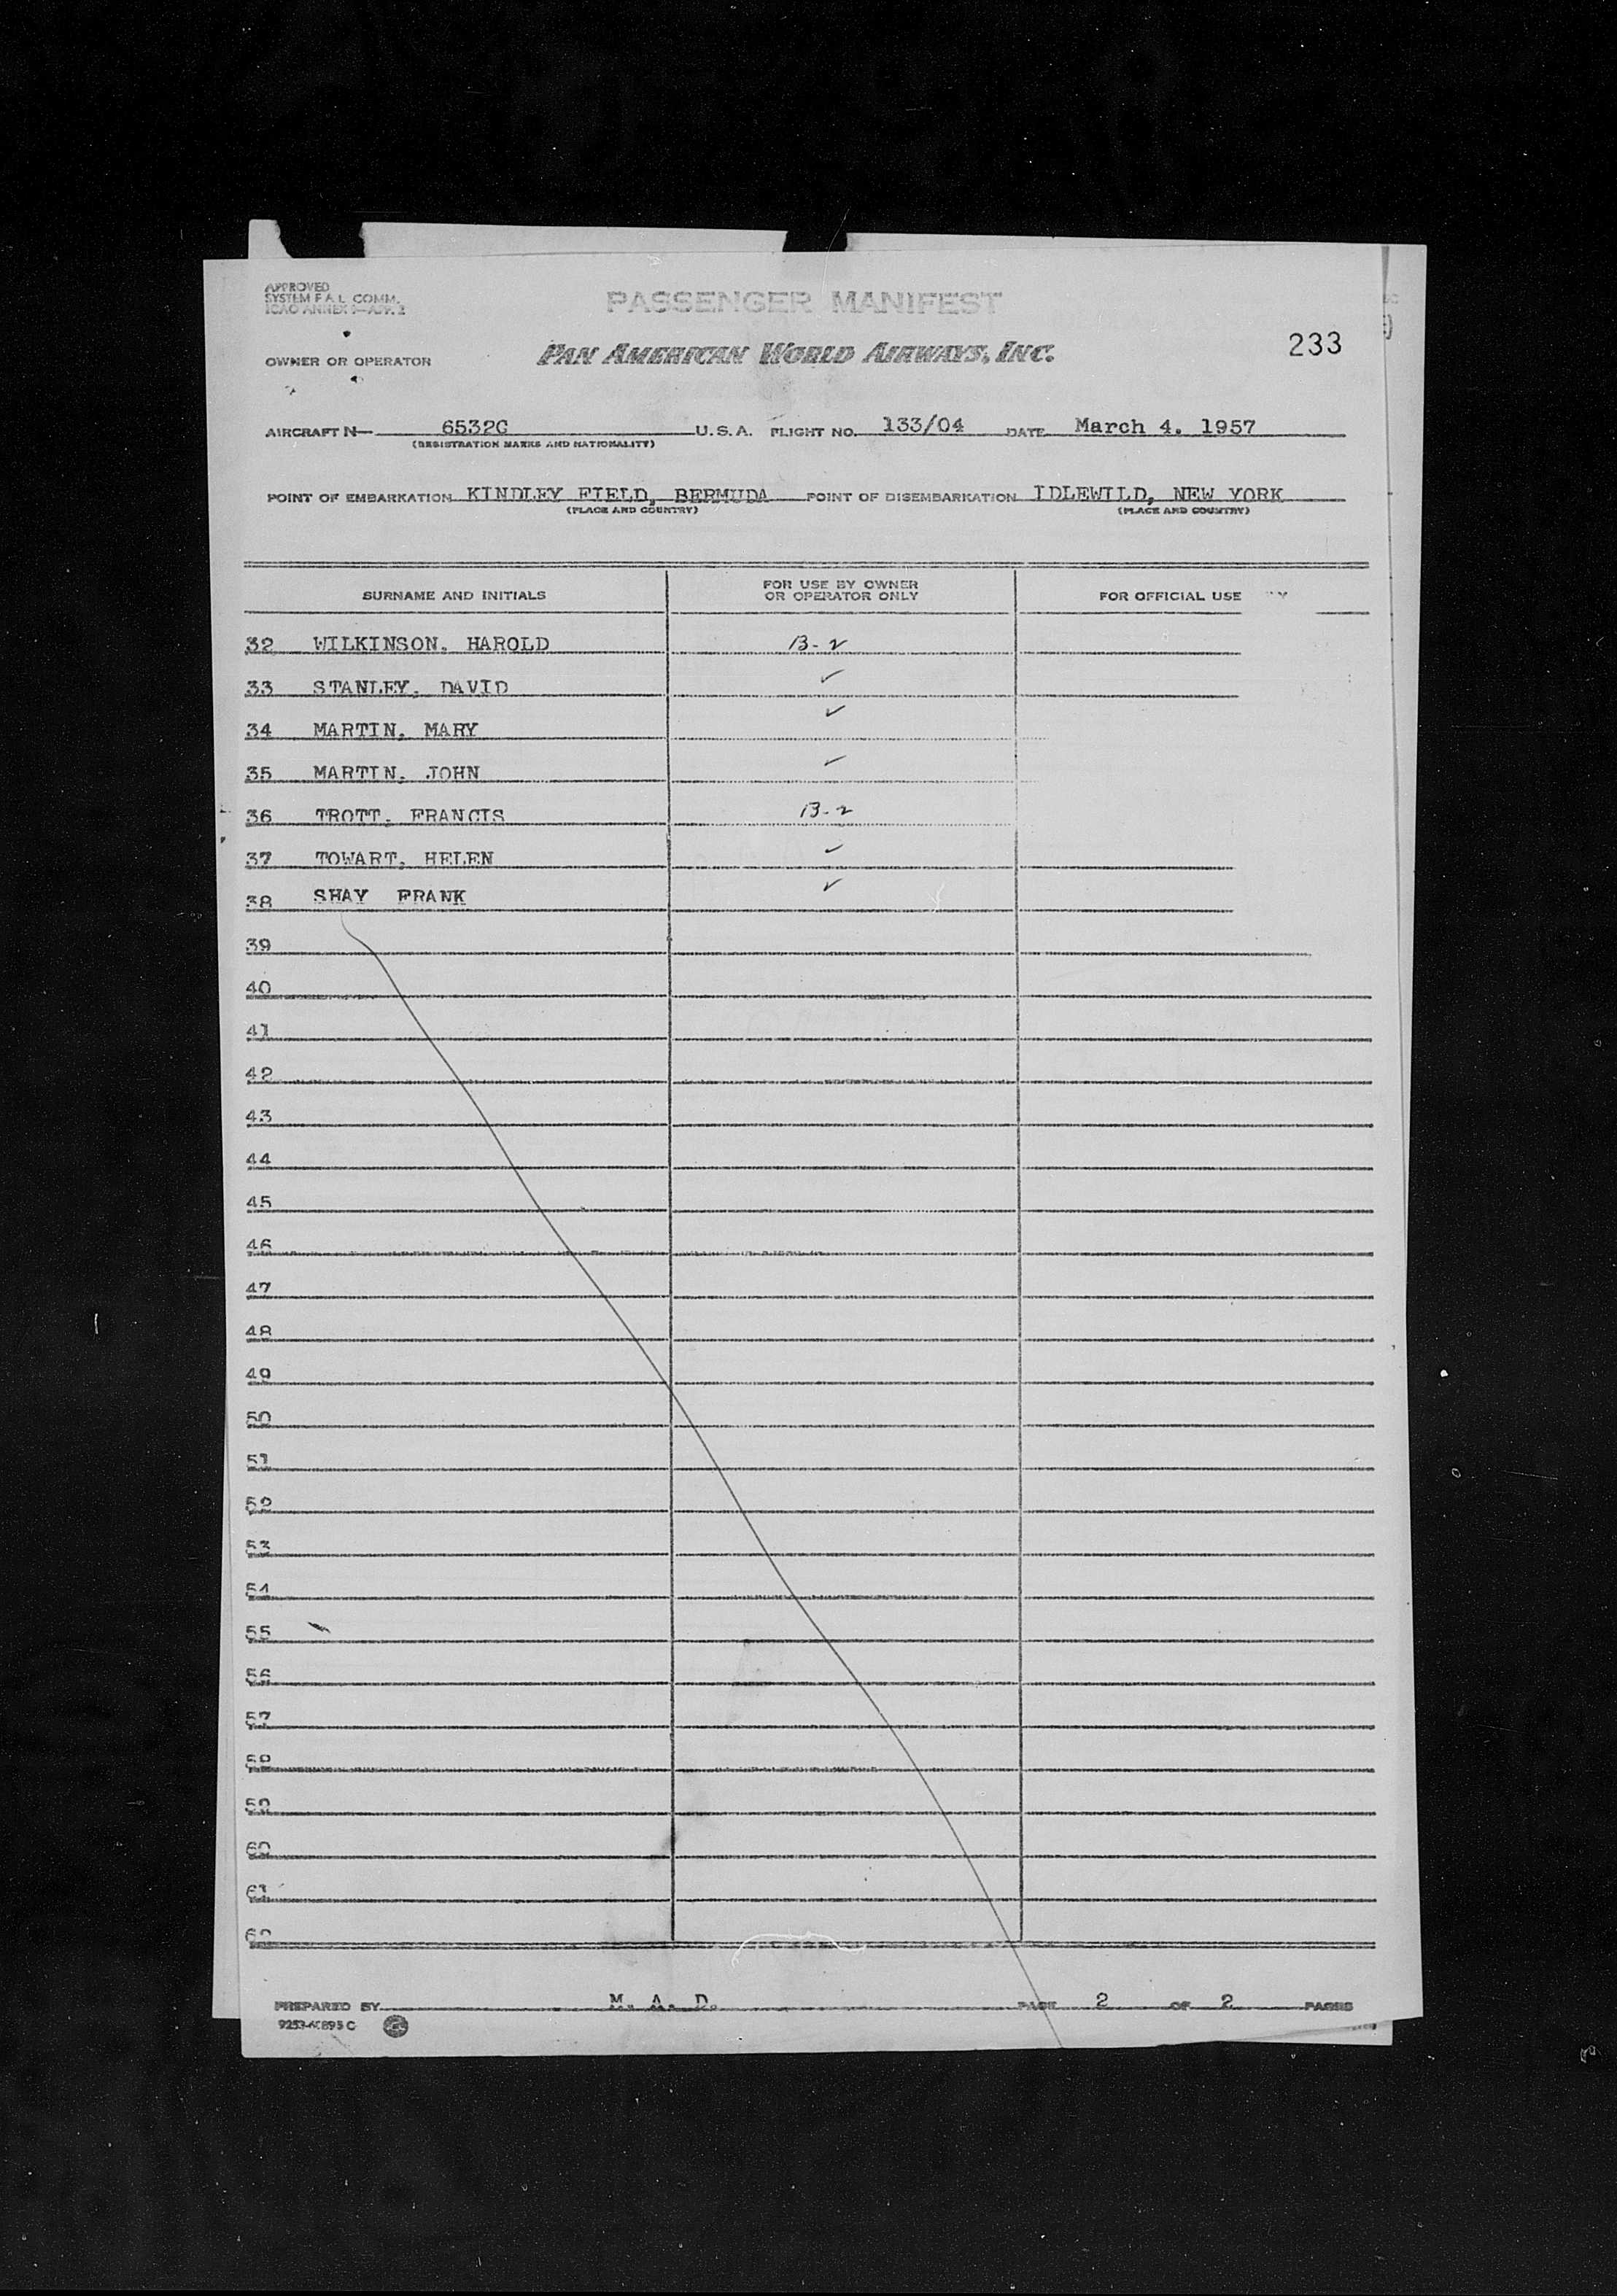 APPROVED
SYSTEM F.A.L. COMM.
ICAO ANNEX 9—APP. 2
PASSENGER MANIFEST
OWNER OR OPERATOR PAN AMERICAN WORLD AIRWAYS, INC. 233
AIRCRAFT N— 6532C U.S.A. FLIGHT NO. 133/04 DATE March 4. 1957
(REGISTRATION MARKS AND NATIONALITY)
POINT OF EMBARKATION KINDLEY FIELD, BERMUDA POINT OF DISEMBARKATION IDLEWILD, NEW YORK
(PLACE AND COUNTRY) (PLACE AND COUNTRY)
SURNAME AND INITIALS FOR USE BY OWNER OR OPERATOR ONLY FOR OFFICIAL USE
32 WILKINSON, HAROLD B-2
33 STANLEY, DAVID ✓
34 MARTIN, MARY ✓
35 MARTIN, JOHN ✓
36 TROTT, FRANCIS B-2
37 TOWART, HELEN ✓
38 SHAY FRANK ✓
39
40
41
42
43
44
45
46
47
48
49
50
51
52
53
54
55
56
57
58
59
60
61
62
PREPARED BY M. A. D. PAGE 2 OF 2 PAGES